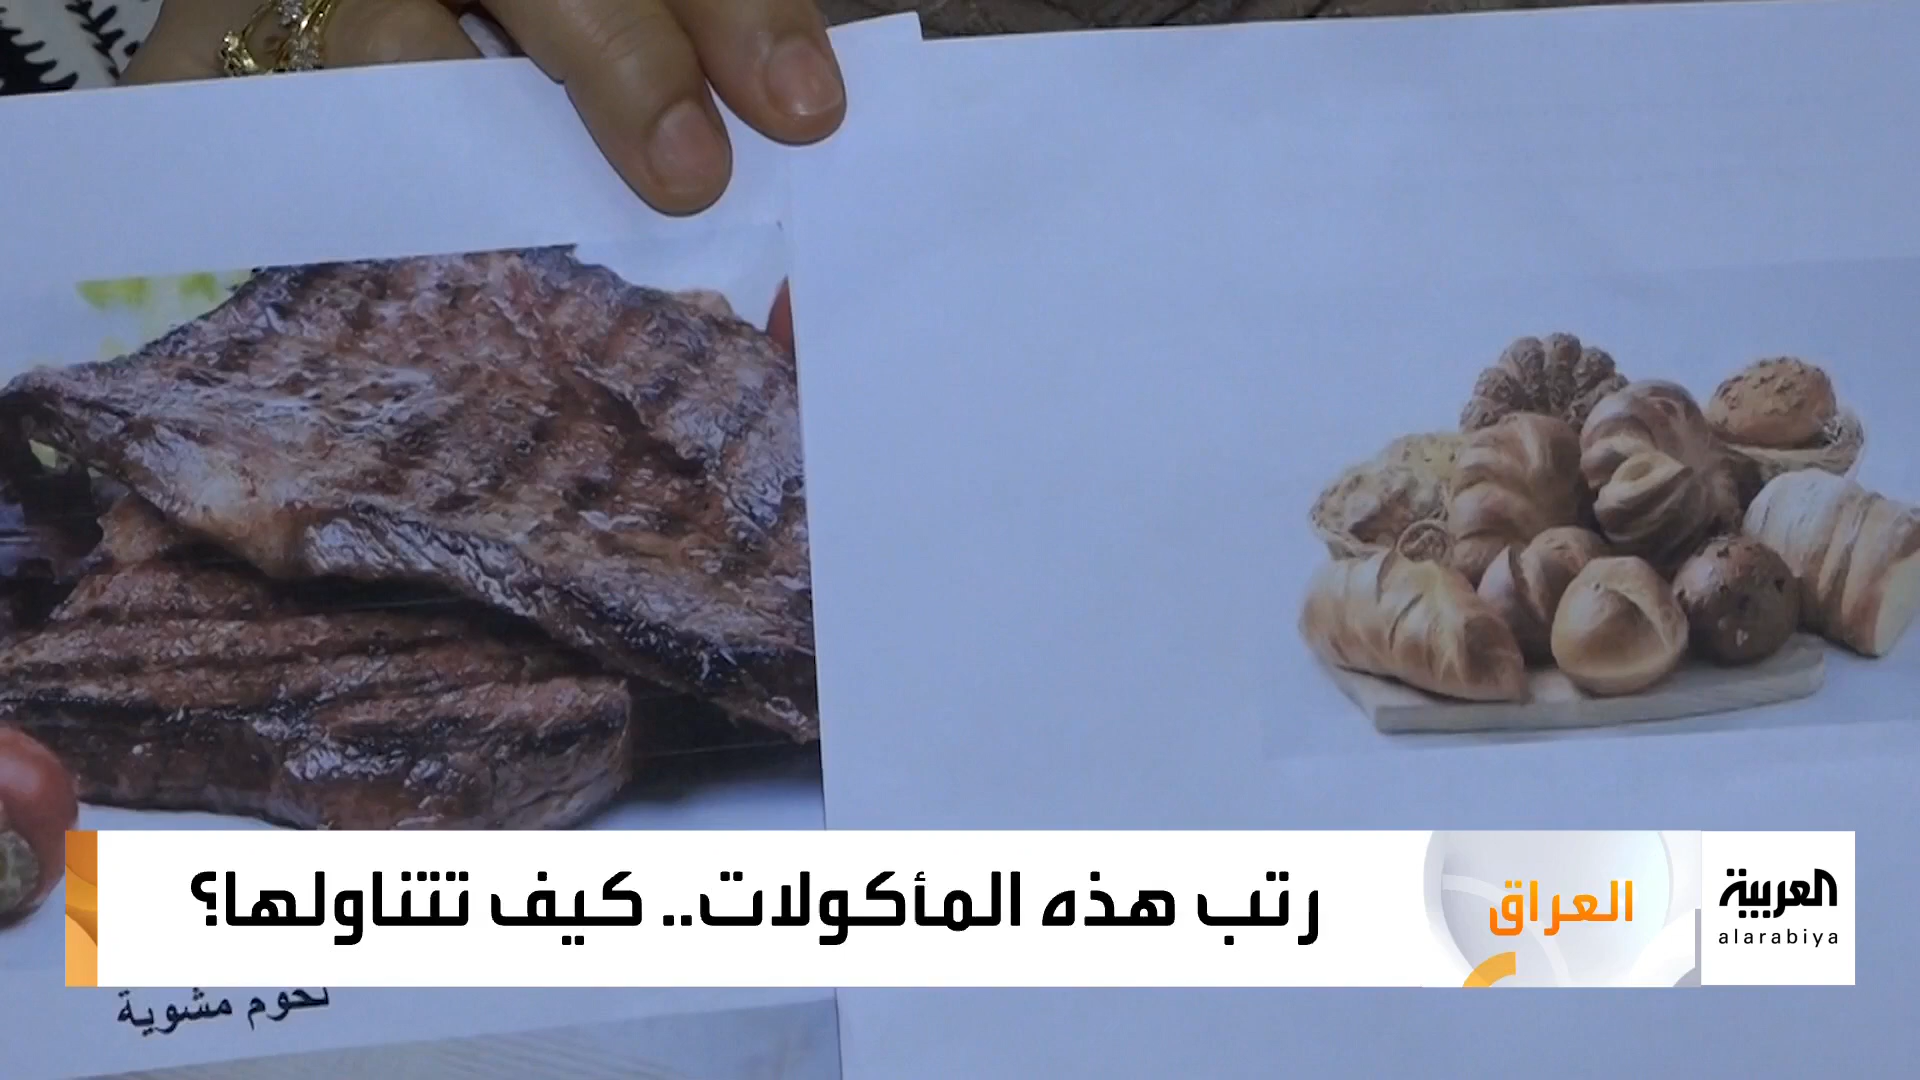 رتب هذه المأكولات.. كيف تتناولها؟
العراق
العربية
alarabiya
لحوم مشوية